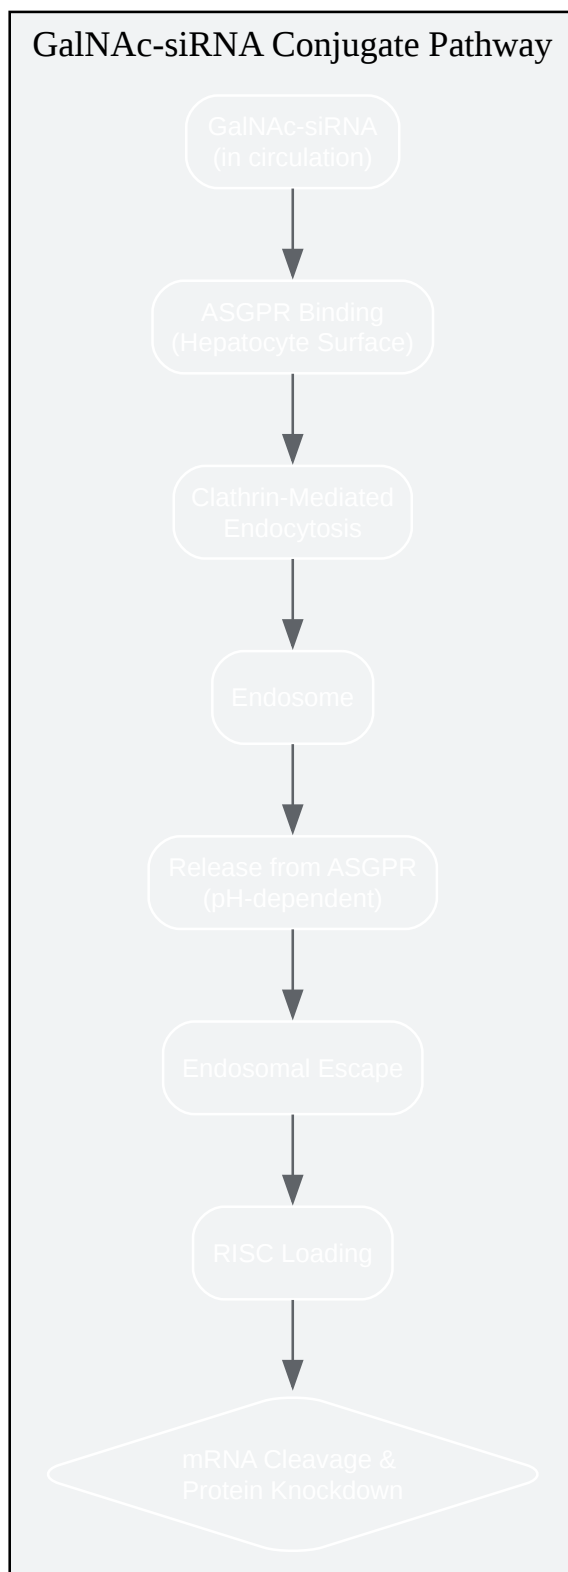 GalNAc-siRNA Conjugate Pathway
GalNAc-siRNA
(in circulation)
ASGPR Binding
(Hepatocyte Surface)
Clathrin-Mediated
Endocytosis
Endosome
Release from ASGPR
(pH-dependent)
Endosomal Escape
RISC Loading
mRNA Cleavage &
Protein Knockdown